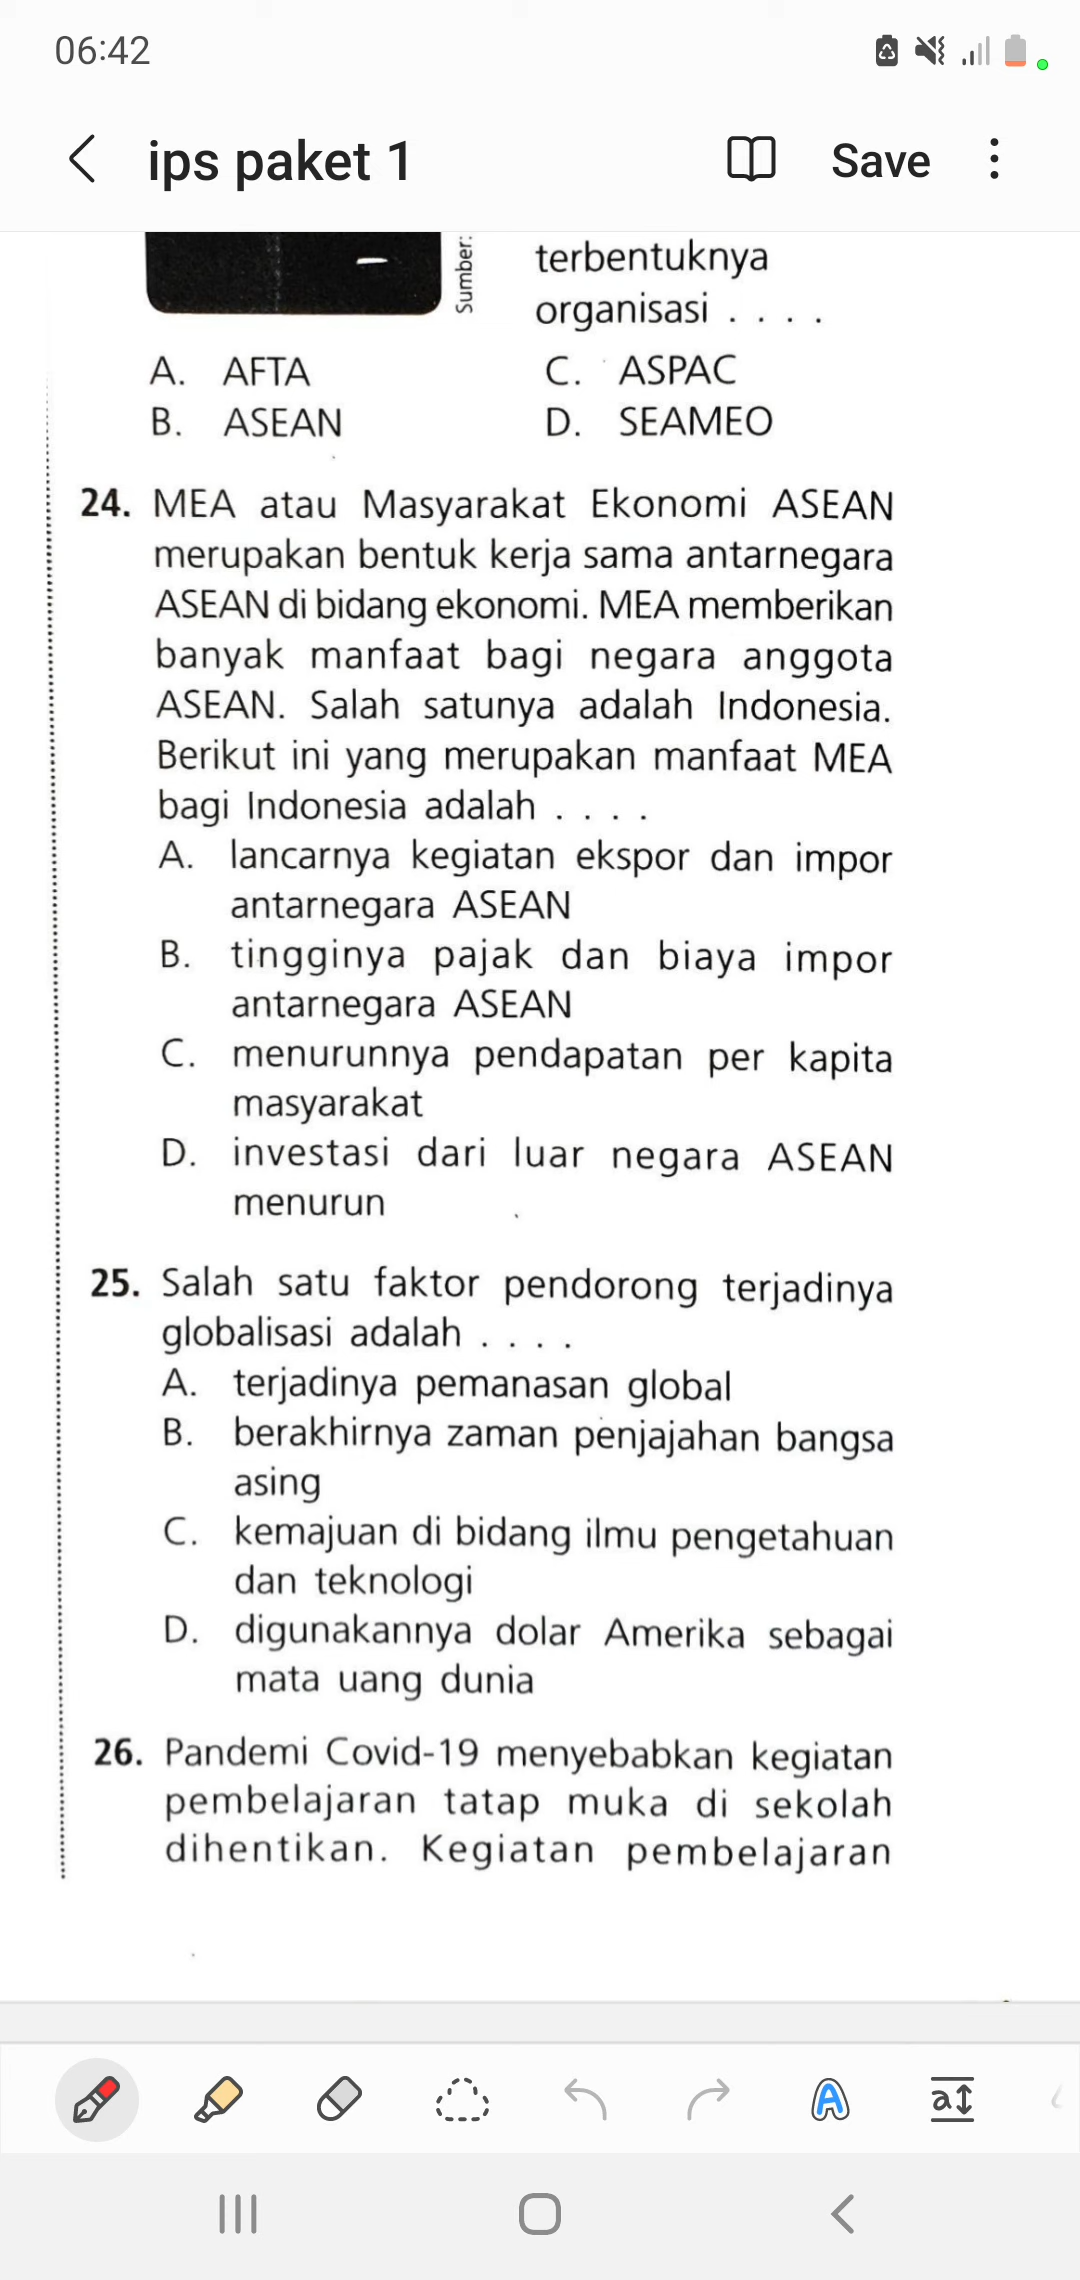 06:42
ips paket 1
Save
Sumber:
terbentuknya
organisasi . . . .
A. AFTA
C. ASPAC
B. ASEAN
D. SEAMEO
24. MEA atau Masyarakat Ekonomi ASEAN
merupakan bentuk kerja sama antarnegara
ASEAN di bidang ekonomi. MEA memberikan
banyak manfaat bagi negara anggota
ASEAN. Salah satunya adalah Indonesia.
Berikut ini yang merupakan manfaat MEA
bagi Indonesia adalah . . . .
A. lancarnya kegiatan ekspor dan impor
antarnegara ASEAN
B. tingginya pajak dan biaya impor
antarnegara ASEAN
C. menurunnya pendapatan per kapita
masyarakat
D. investasi dari luar negara ASEAN
menurun
25. Salah satu faktor pendorong terjadinya
globalisasi adalah . . . .
A. terjadinya pemanasan global
B. berakhirnya zaman penjajahan bangsa
asing
C. kemajuan di bidang ilmu pengetahuan
dan teknologi
D. digunakannya dolar Amerika sebagai
mata uang dunia
26. Pandemi Covid-19 menyebabkan kegiatan
pembelajaran tatap muka di sekolah
dihentikan. Kegiatan pembelajaran